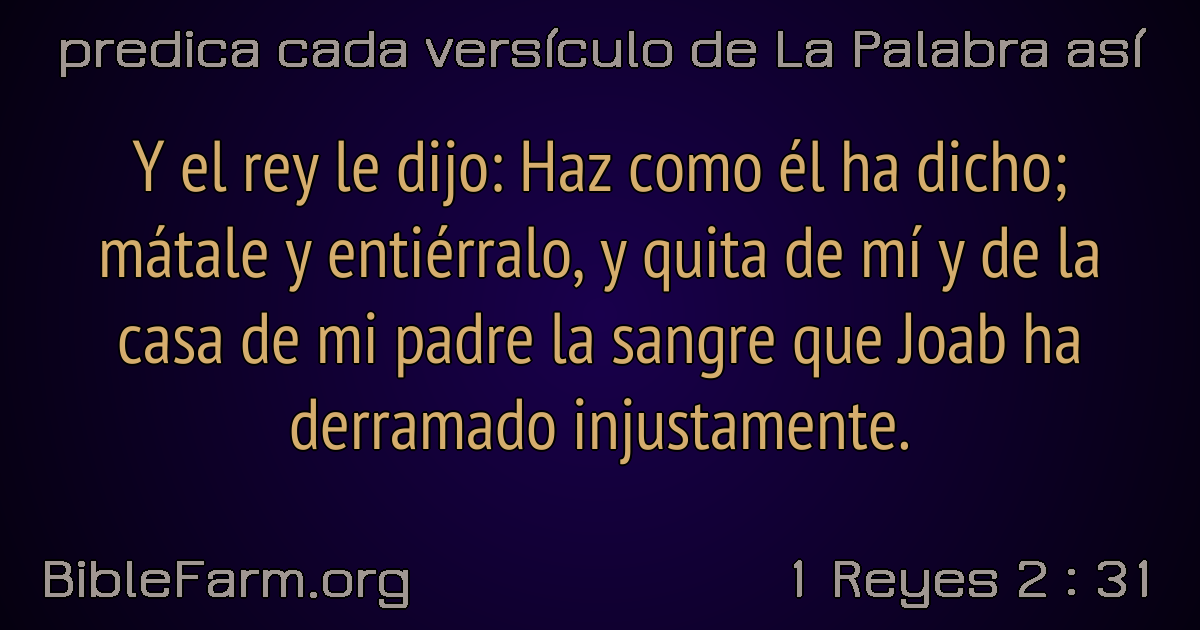 predica cada versículo de La Palabra así
Y el rey le dijo: Haz como él ha dicho;
mátale y entiérralo, y quita de mí y de la
casa de mi padre la sangre que Joab ha
derramado injustamente.
BibleFarm.org
1 Reyes 2 : 31